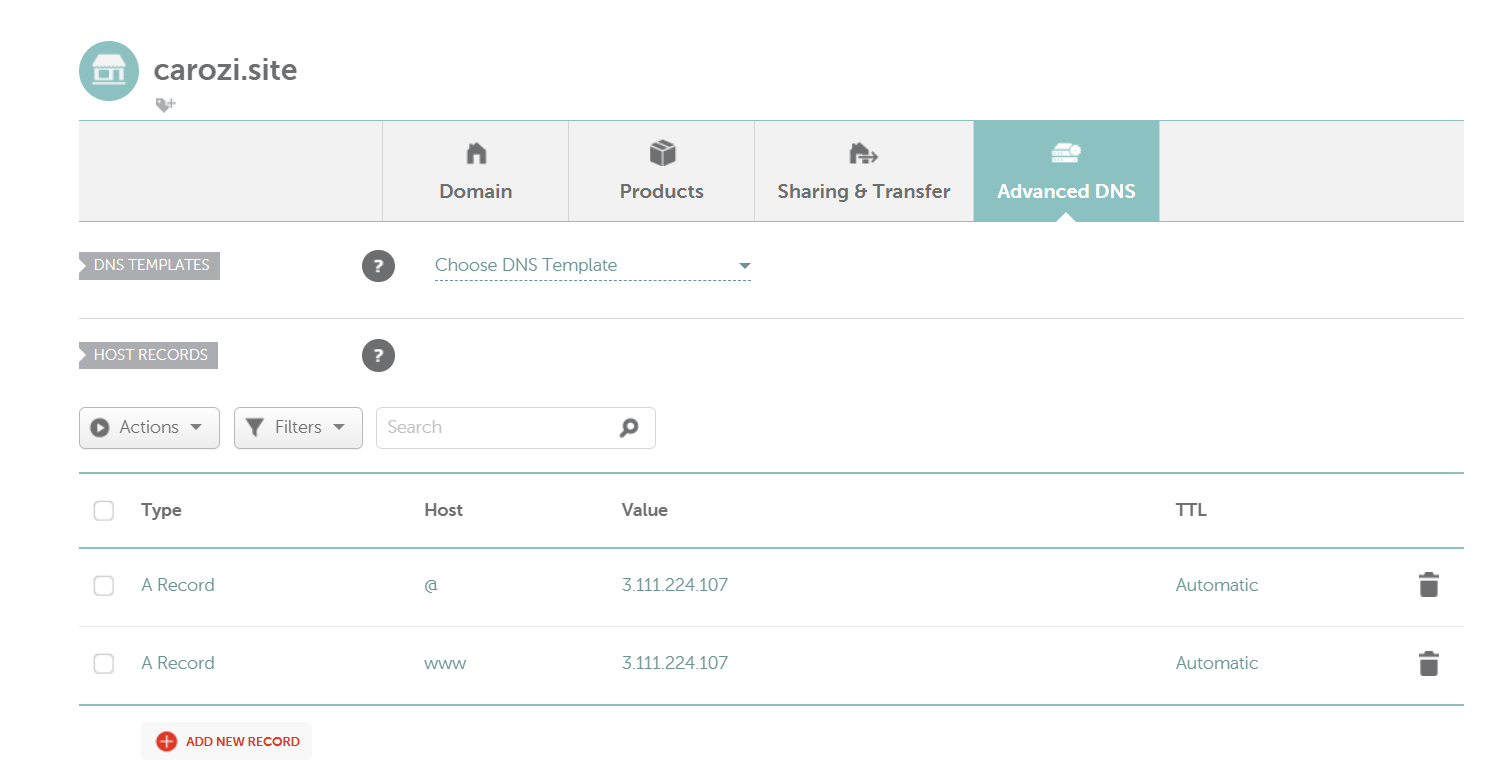 carozi.site
Domain
Products
Sharing & Transfer
Advanced DNS
DNS TEMPLATES
?
Choose DNS Template
HOST RECORDS
?
Actions
Filters
Search
Type Host Value TTL
A Record @ 3.111.224.107 Automatic
A Record www 3.111.224.107 Automatic
ADD NEW RECORD